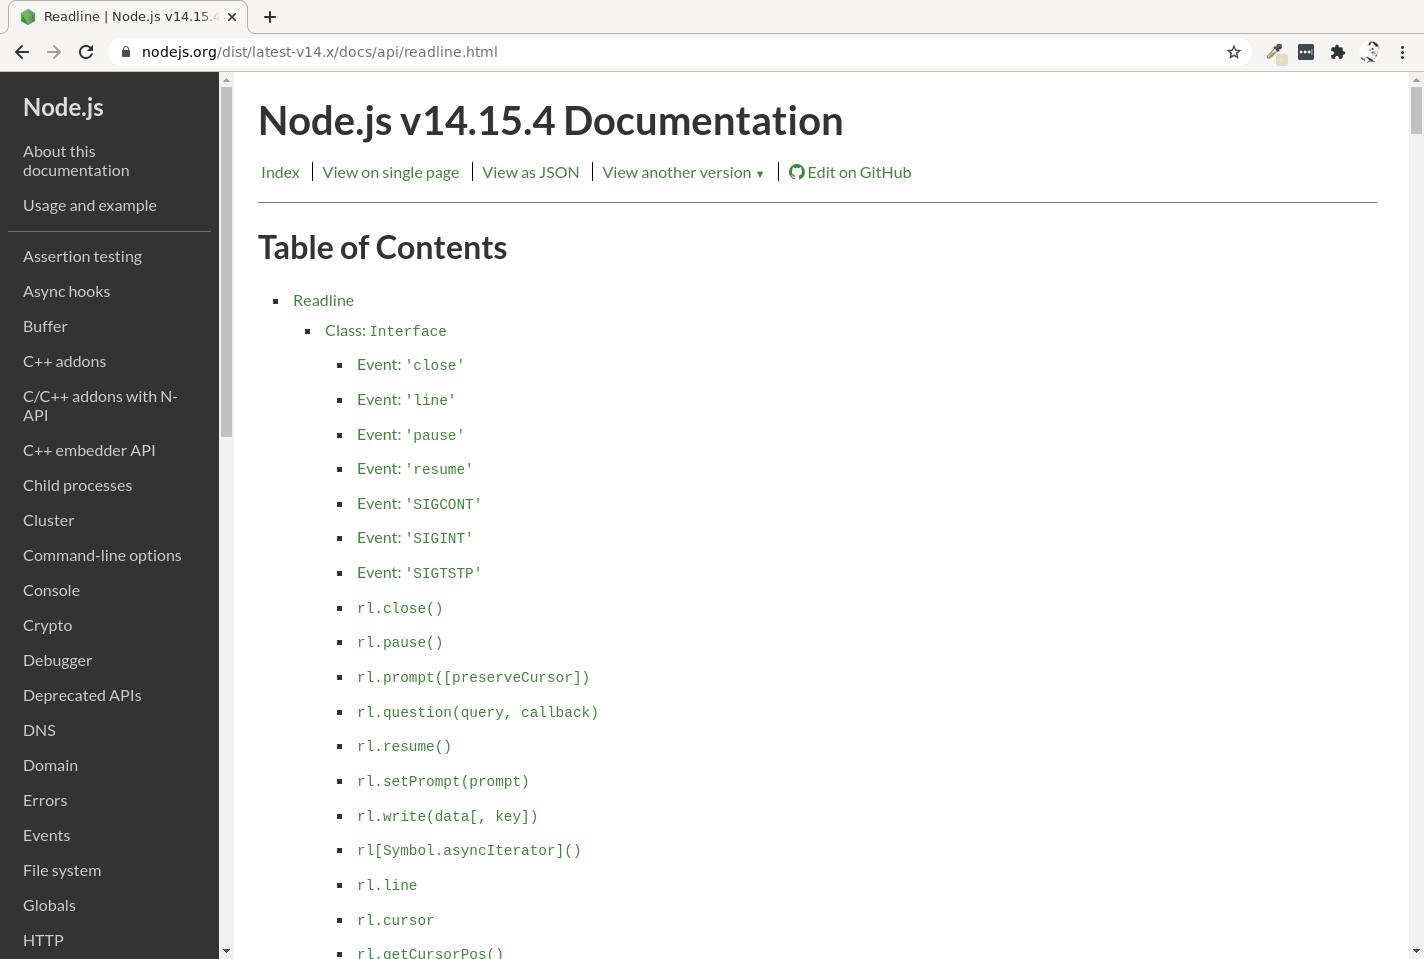 Readline | Node.js v14.15.4
nodejs.org/dist/latest-v14.x/docs/api/readline.html
Node.js
About this
documentation
Usage and example
Assertion testing
Async hooks
Buffer
C++ addons
C/C++ addons with N-
API
C++ embedder API
Child processes
Cluster
Command-line options
Console
Crypto
Debugger
Deprecated APIs
DNS
Domain
Errors
Events
File system
Globals
HTTP
Node.js v14.15.4 Documentation
Index
View on single page
View as JSON
View another version ▼
Edit on GitHub
Table of Contents
Readline
Class: Interface
Event: 'close'
Event: 'line'
Event: 'pause'
Event: 'resume'
Event: 'SIGCONT'
Event: 'SIGINT'
Event: 'SIGTSTP'
rl.close()
rl.pause()
rl.prompt([preserveCursor])
rl.question(query, callback)
rl.resume()
rl.setPrompt(prompt)
rl.write(data[, key])
rl[Symbol.asyncIterator]()
rl.line
rl.cursor
rl.getCursorPos()